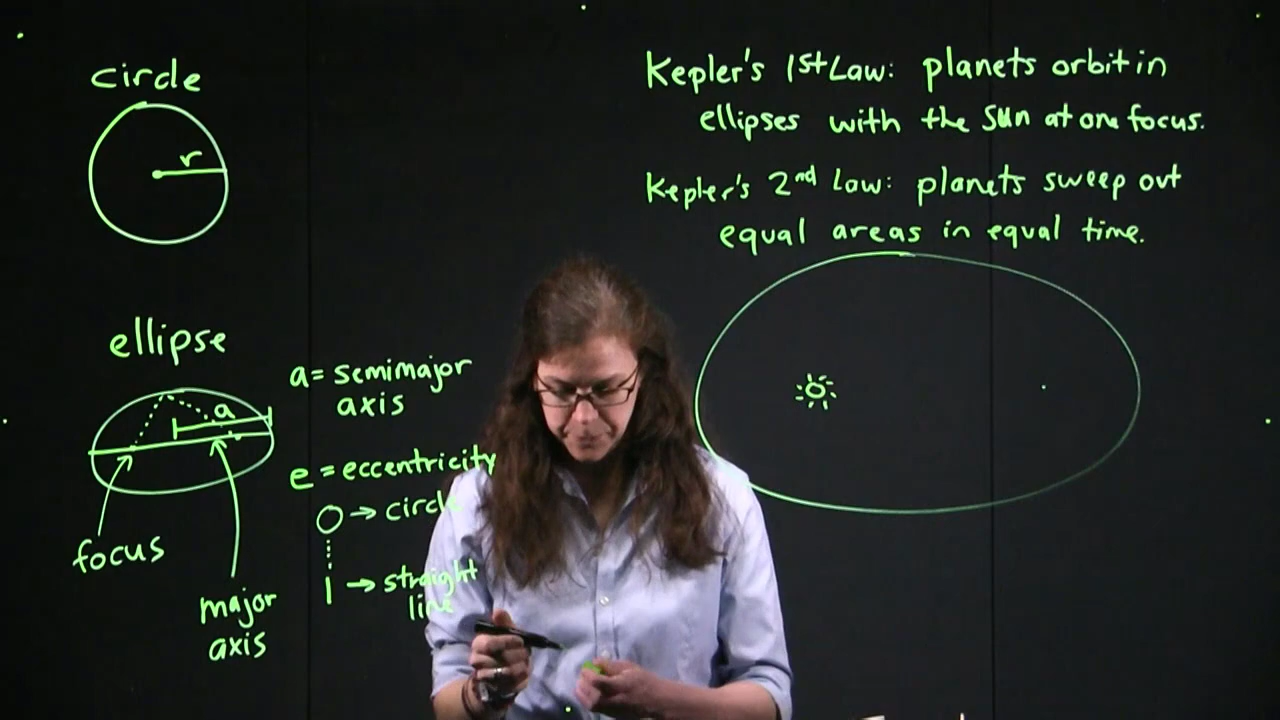 circle
r
ellipse
a
focus
major
axis
a= semimajor
axis
e = eccentricity
0 → circle
1 → straight
line
Kepler's 1st Law: planets orbit in
ellipses with the sun at one focus.
Kepler's 2nd Law: planets sweep out
equal areas in equal time.